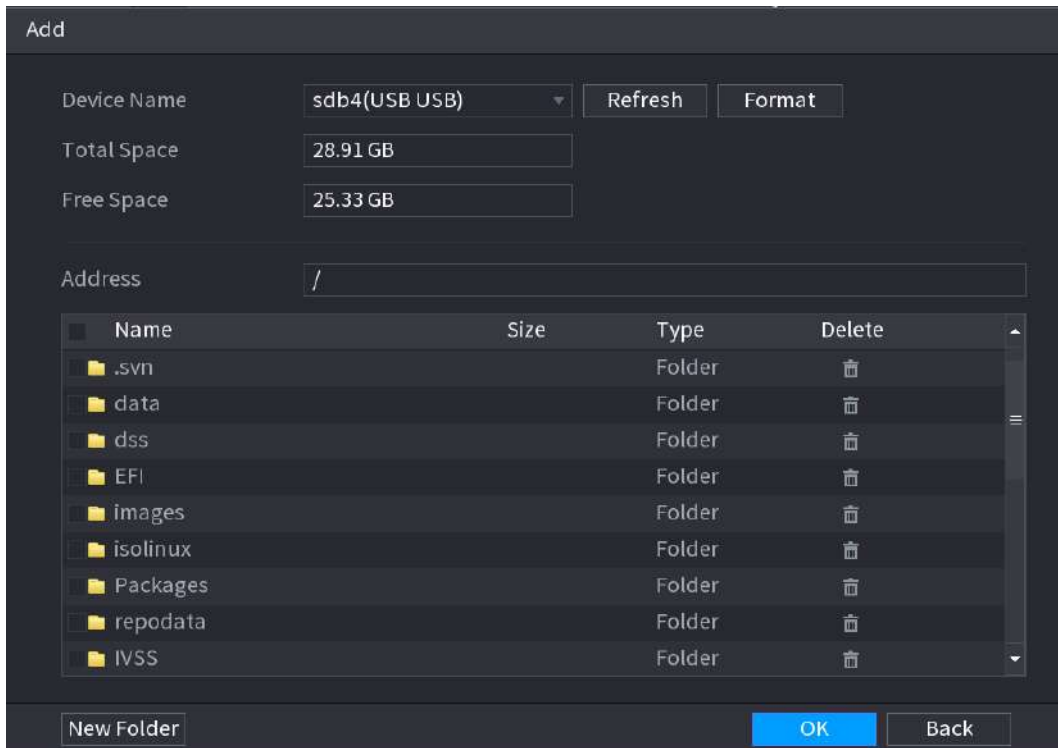 Add
Device Name sdb4(USB USB) Refresh Format
Total Space 28.91 GB
Free Space 25.33 GB
Address /
Name Size Type Delete
.svn Folder
data Folder
dss Folder
EFI Folder
images Folder
isolinux Folder
Packages Folder
repodata Folder
IVSS Folder
New Folder OK Back